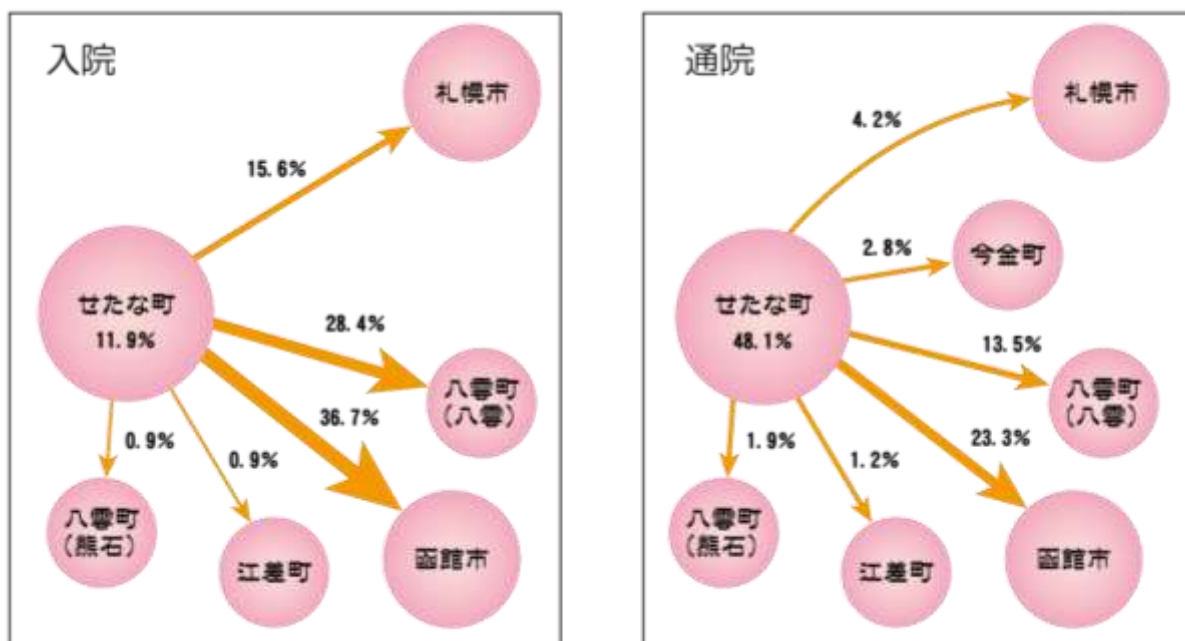 入院
札幌市
15.6%
せたな町
11.9%
28.4%
八雲町
(八雲)
36.7%
0.9%
0.9%
八雲町
(熊石)
江差町
函館市
通院
札幌市
4.2%
今金町
2.8%
せたな町
48.1%
13.5%
八雲町
(八雲)
23.3%
1.9%
1.2%
八雲町
(熊石)
江差町
函館市